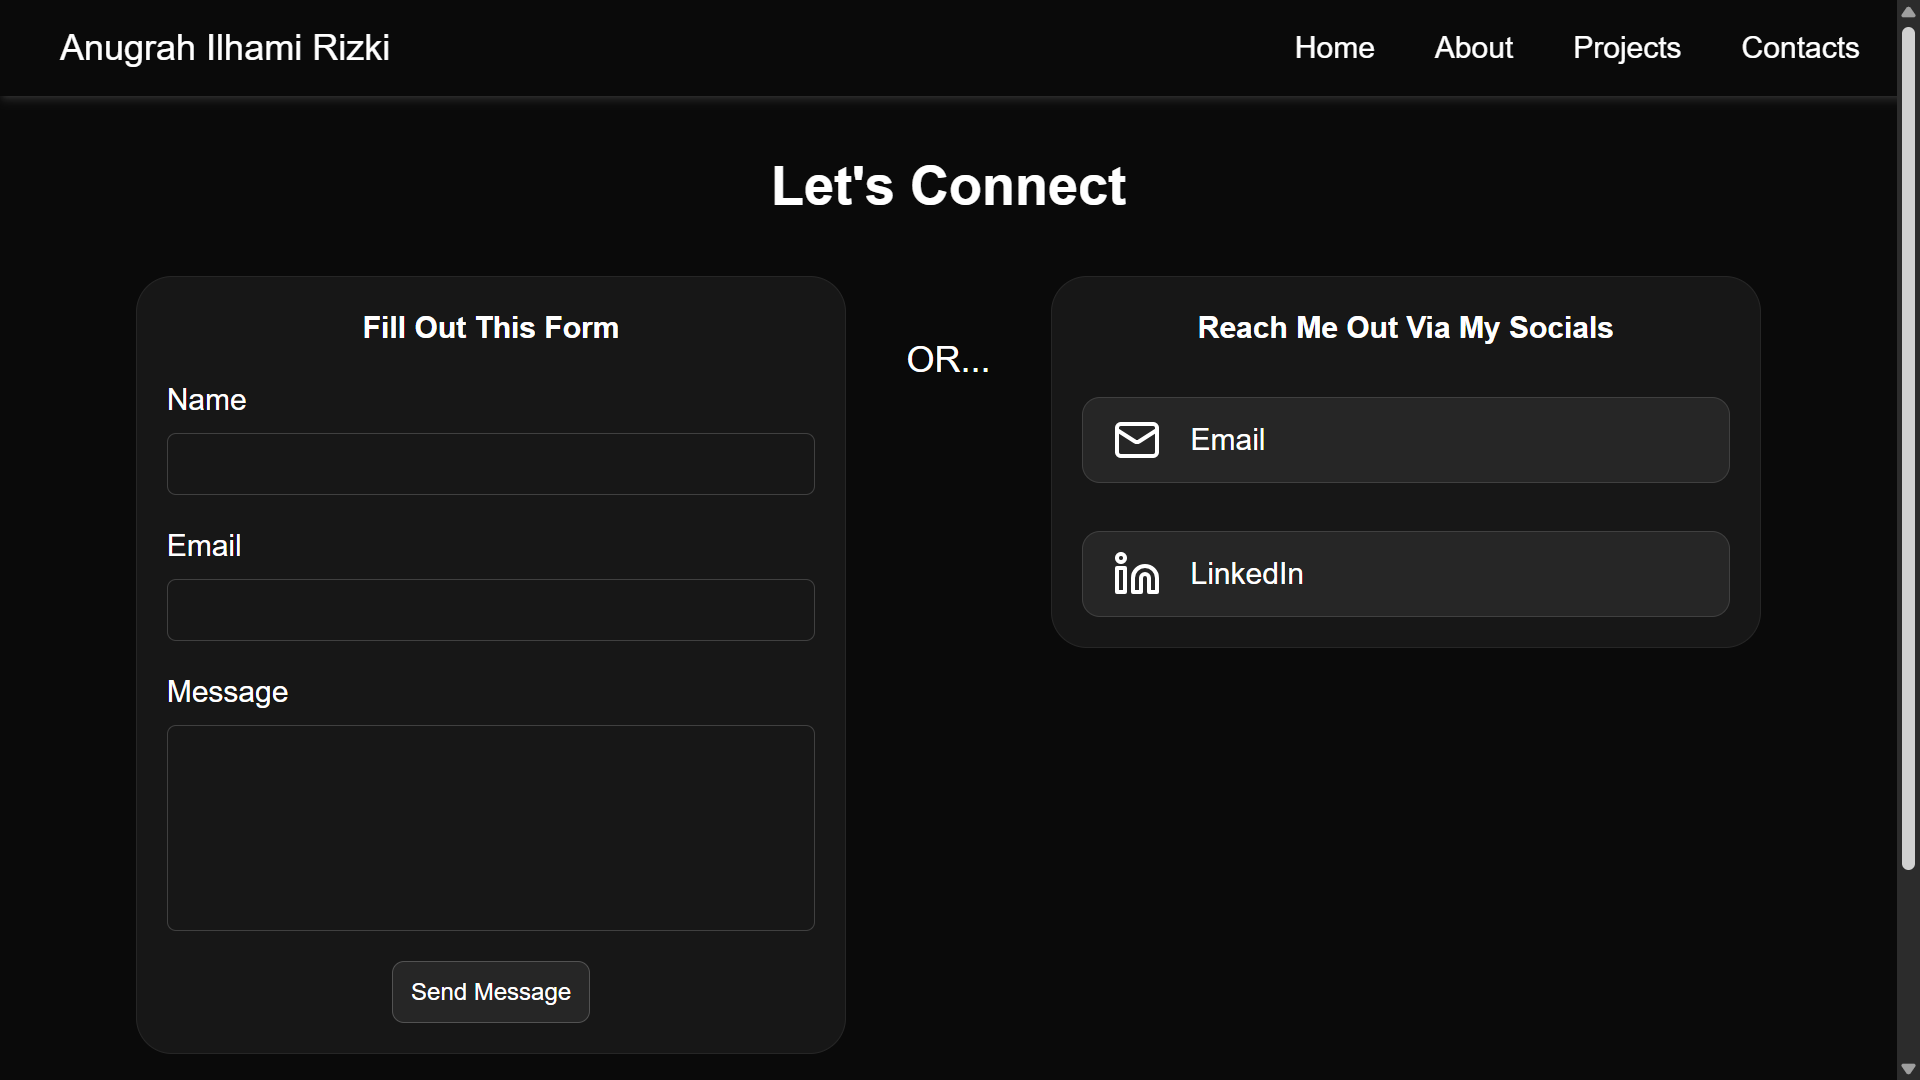 Anugrah Ilhami Rizki
Home
About
Projects
Contacts
Let's Connect
Fill Out This Form
Name
Email
Message
Send Message
OR...
Reach Me Out Via My Socials
Email
LinkedIn